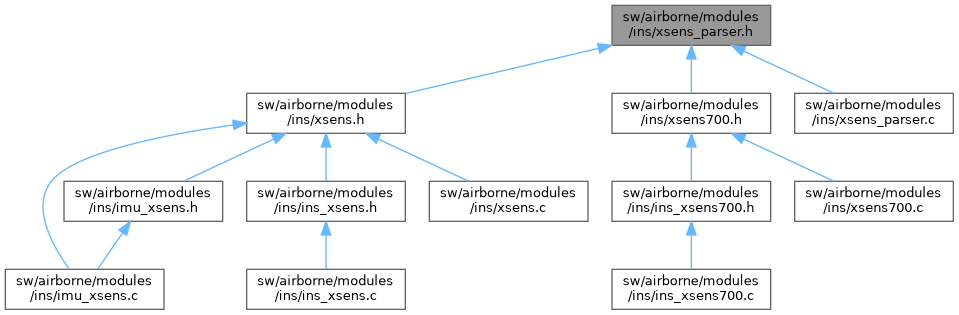 sw/airborne/modules
/ins/xsens_parser.h
sw/airborne/modules
/ins/xsens.h
sw/airborne/modules
/ins/xsens700.h
sw/airborne/modules
/ins/xsens_parser.c
sw/airborne/modules
/ins/imu_xsens.h
sw/airborne/modules
/ins/ins_xsens.h
sw/airborne/modules
/ins/xsens.c
sw/airborne/modules
/ins/ins_xsens700.h
sw/airborne/modules
/ins/xsens700.c
sw/airborne/modules
/ins/imu_xsens.c
sw/airborne/modules
/ins/ins_xsens.c
sw/airborne/modules
/ins/ins_xsens700.c